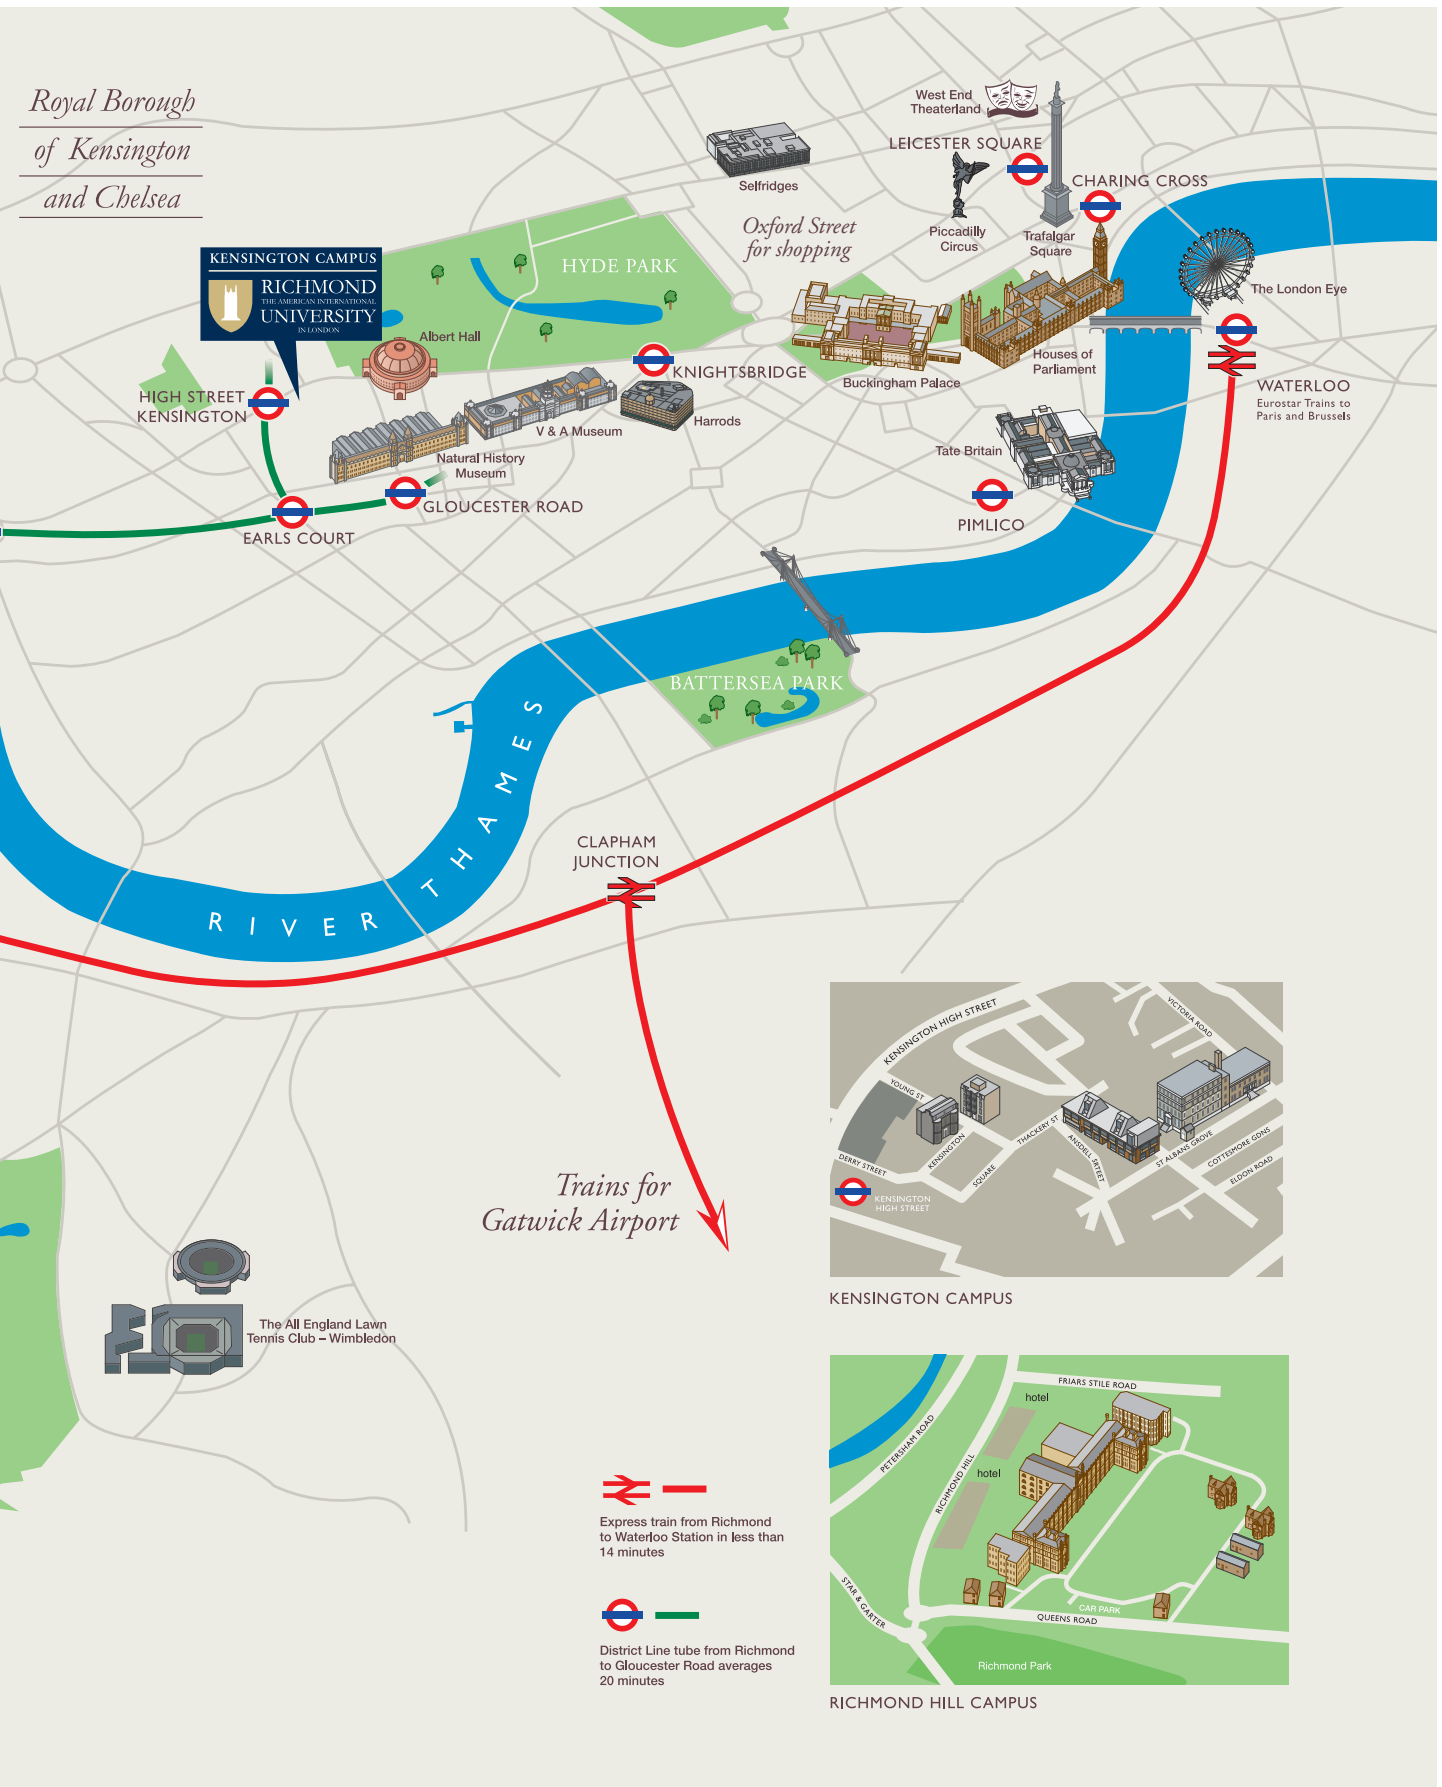 Royal Borough
of Kensington
and Chelsea
KENSINGTON CAMPUS
RICHMOND
THE AMERICAN INTERNATIONAL
UNIVERSITY
IN LONDON
West End
Theaterland
LEICESTER SQUARE
CHARING CROSS
Selfridges
Oxford Street
for shopping
Piccadilly
Circus
Trafalgar
Square
HYDE PARK
The London Eye
Albert Hall
KNIGHTSBRIDGE
Buckingham Palace
Houses of
Parliament
WATERLOO
Eurostar Trains to
Paris and Brussels
HIGH STREET
KENSINGTON
Harrods
V & A Museum
Natural History
Museum
Tate Britain
GLOUCESTER ROAD
EARLS COURT
PIMLICO
BATTERSEA PARK
RIVER THAMES
CLAPHAM
JUNCTION
Trains for
Gatwick Airport
The All England Lawn
Tennis Club – Wimbledon
KENSINGTON HIGH STREET
VICTORIA ROAD
YOUNG ST
THACKERY ST
KENSINGTON
SQUARE
ANSDELL SRTEET
ST ALBANS GROVE
COTTESMORE GDNS
ELDON ROAD
DERRY STREET
KENSINGTON
HIGH STREET
KENSINGTON CAMPUS
FRIARS STILE ROAD
hotel
PETERSHAM ROAD
RICHMOND HILL
hotel
STAR & GARTER
CAR PARK
QUEENS ROAD
Richmond Park
RICHMOND HILL CAMPUS
Express train from Richmond
to Waterloo Station in less than
14 minutes
District Line tube from Richmond
to Gloucester Road averages
20 minutes